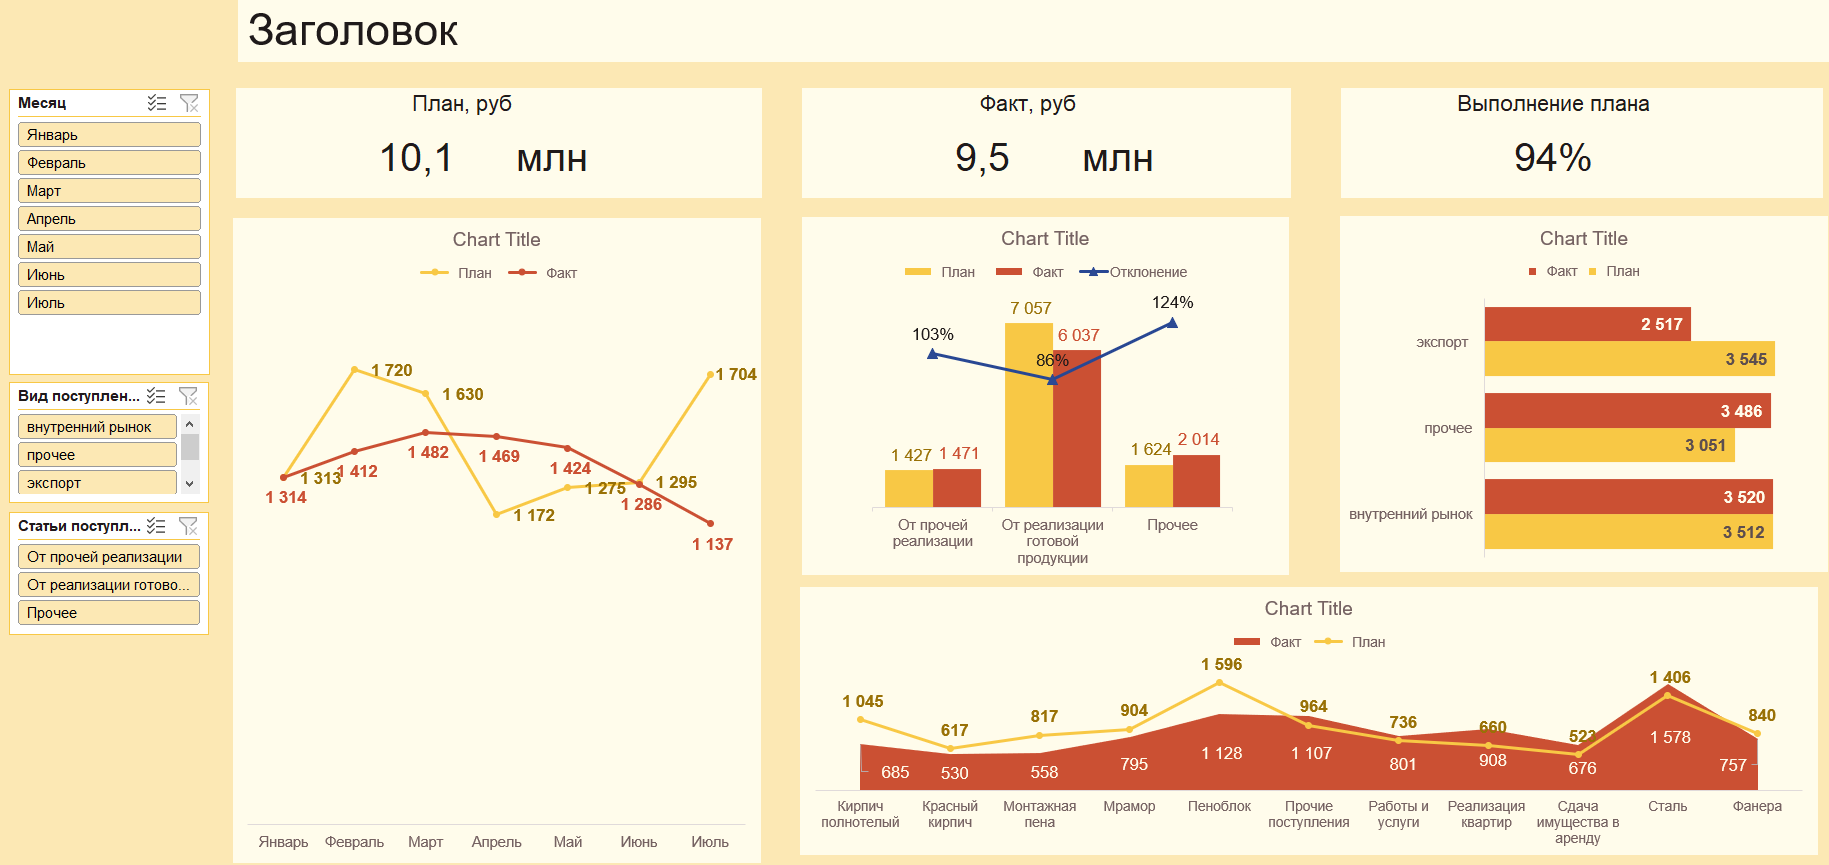 Заголовок
Месяц
Январь
Февраль
Март
Апрель
Май
Июнь
Июль
Вид поступлен...
внутренний рынок
прочее
экспорт
Статьи поступл...
От прочей реализации
От реализации готово...
Прочее
План, руб
10,1 млн
Факт, руб
9,5 млн
Выполнение плана
94%
Chart Title
План Факт
1 720
1 704
1 630
1 482
1 469
1 412
1 424
1 313
1 314
1 275
1 295
1 286
1 172
1 137
Январь Февраль Март Апрель Май Июнь Июль
Chart Title
План Факт Отклонение
124%
7 057
103%
6 037
86%
1 427 1 471
1 624 2 014
От прочей
реализации
От реализации
готовой
продукции
Прочее
Chart Title
Факт План
экспорт
2 517
3 545
прочее
3 486
3 051
внутренний рынок
3 520
3 512
Chart Title
Факт План
1 045
617
817
904
1 596
964
736
660
523
1 406
840
685
530
558
795
1 128
1 107
801
908
676
1 578
757
Кирпич
полнотелый
Красный
кирпич
Монтажная
пена
Мрамор
Пеноблок
Прочие
поступления
Работы и
услуги
Реализация
квартир
Сдача
имущества в
аренду
Сталь
Фанера